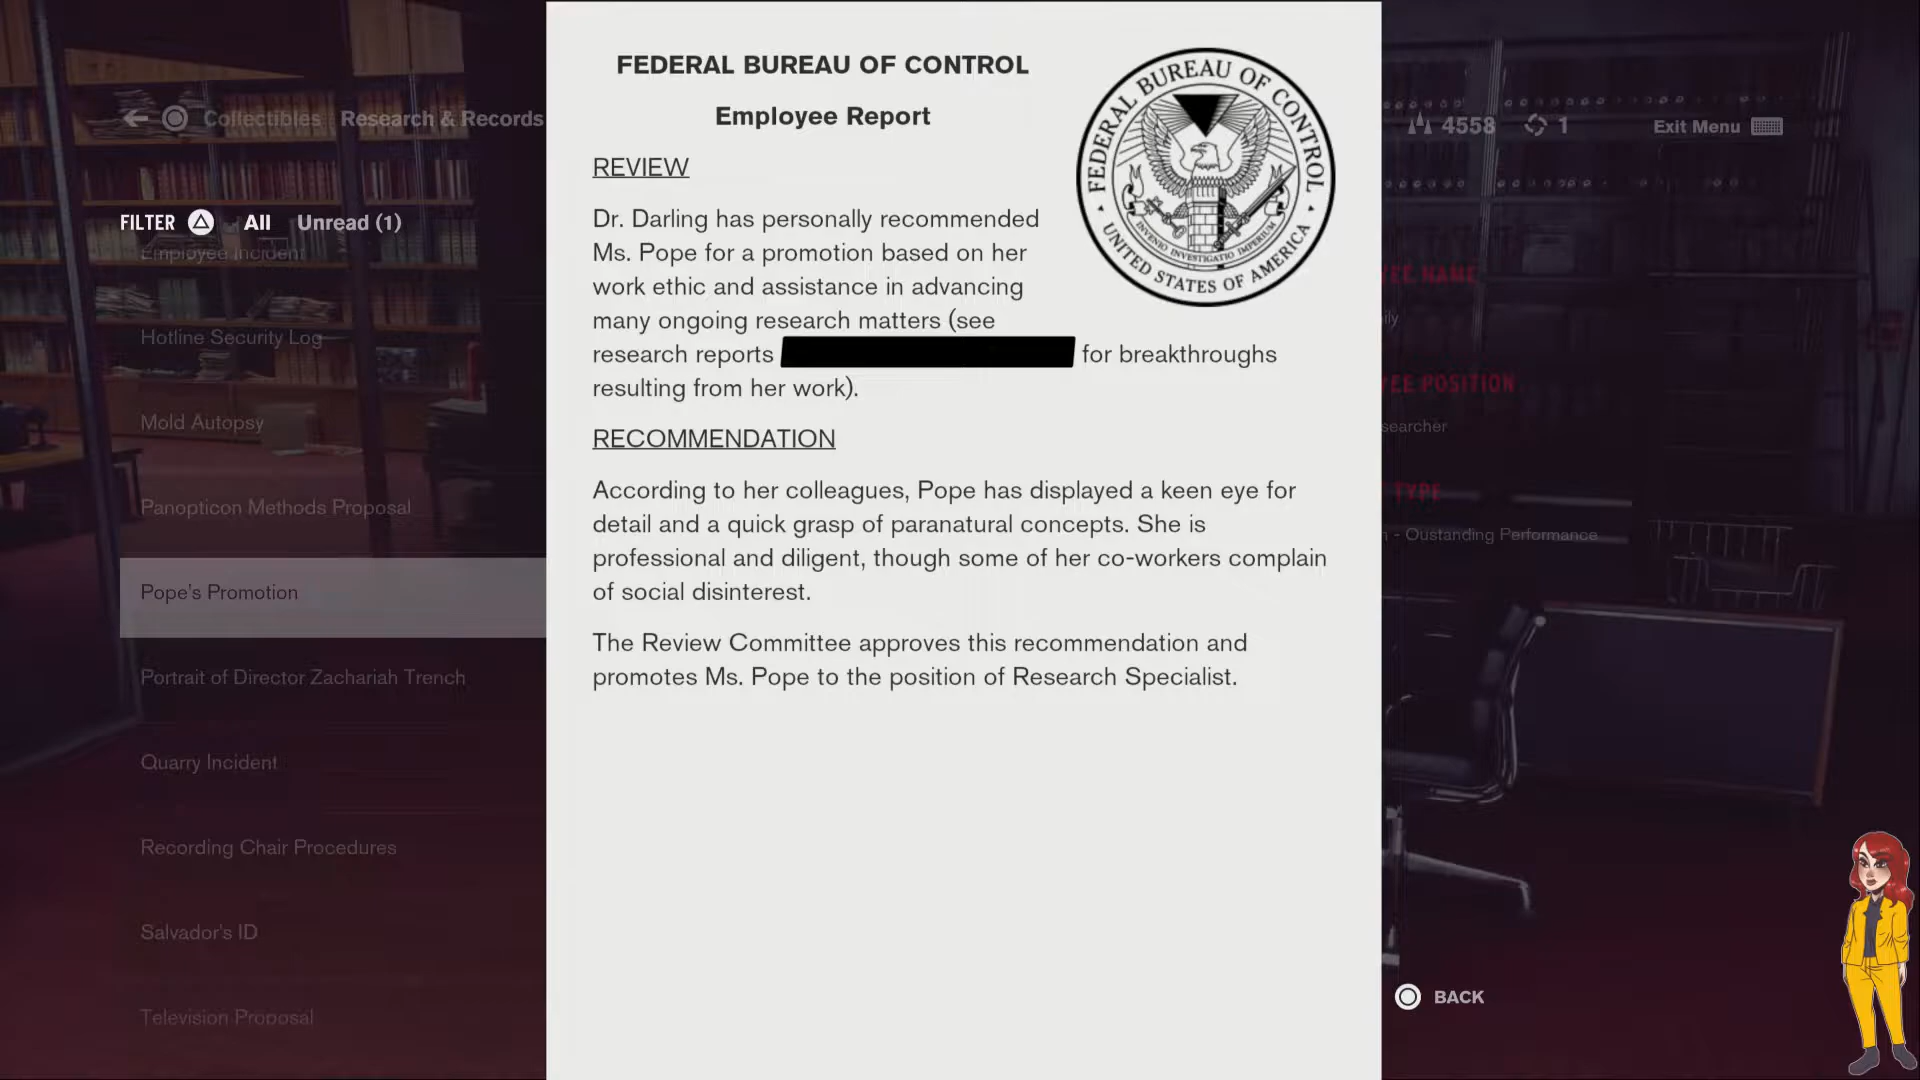 FEDERAL BUREAU OF CONTROL
Employee Report
FEDERAL BUREAU OF CONTROL
INVENIO INVESTIGATIO IMPERIUM
UNITED STATES OF AMERICA
REVIEW
Dr. Darling has personally recommended
Ms. Pope for a promotion based on her
work ethic and assistance in advancing
many ongoing research matters (see
research reports for breakthroughs
resulting from her work).
RECOMMENDATION
According to her colleagues, Pope has displayed a keen eye for
detail and a quick grasp of paranatural concepts. She is
professional and diligent, though some of her co-workers complain
of social disinterest.
The Review Committee approves this recommendation and
promotes Ms. Pope to the position of Research Specialist.
Collectibles Research & Records
4558 1 Exit Menu
FILTER All Unread (1)
Employee Incident
Hotline Security Log
Mold Autopsy
Panopticon Methods Proposal
Pope's Promotion
Portrait of Director Zachariah Trench
Quarry Incident
Recording Chair Procedures
Salvador's ID
Television Proposal
NAME
POSITION
TYPE
- Oustanding Performance
BACK